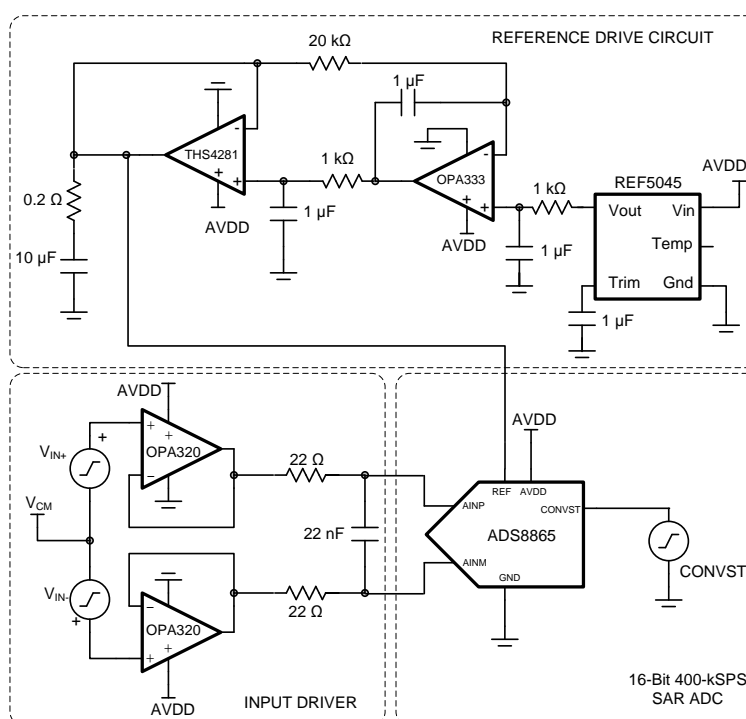 REFERENCE DRIVE CIRCUIT
20 kΩ
1 µF
-
THS4281
+
+
AVDD
1 kΩ
1 µF
-
OPA333
+
+
AVDD
1 kΩ
1 µF
REF5045
AVDD
Vout
Vin
Temp
Trim
Gnd
1 µF
0.2 Ω
10 µF
AVDD
VIN+
+
+
+
OPA320
−
22 Ω
VCM
22 nF
VIN-
+
−
+
OPA320
+
22 Ω
AVDD
INPUT DRIVER
AVDD
REF
AVDD
AINP
CONVST
ADS8865
AINM
GND
CONVST
16-Bit 400-kSPS
SAR ADC